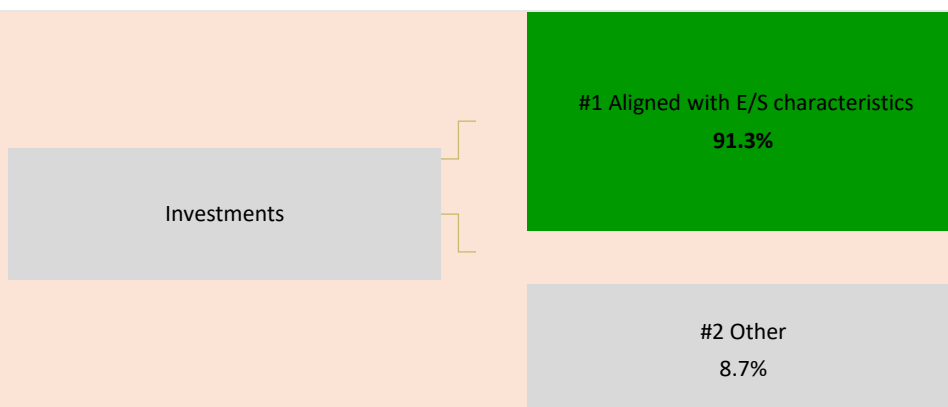 #1 Aligned with E/S characteristics
91.3%
Investments
#2 Other
8.7%